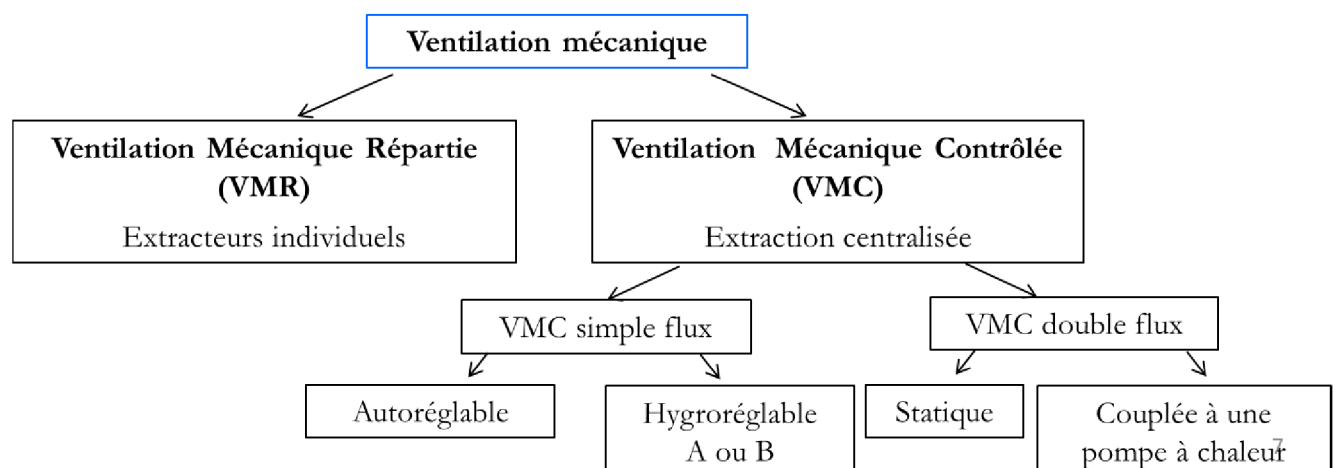 Ventilation mécanique
Ventilation Mécanique Répartie
(VMR)
Extracteurs individuels
Ventilation Mécanique Contrôlée
(VMC)
Extraction centralisée
VMC simple flux
VMC double flux
Autoréglable
Hygroréglable
A ou B
Statique
Couplée à une
pompe à chaleur
7